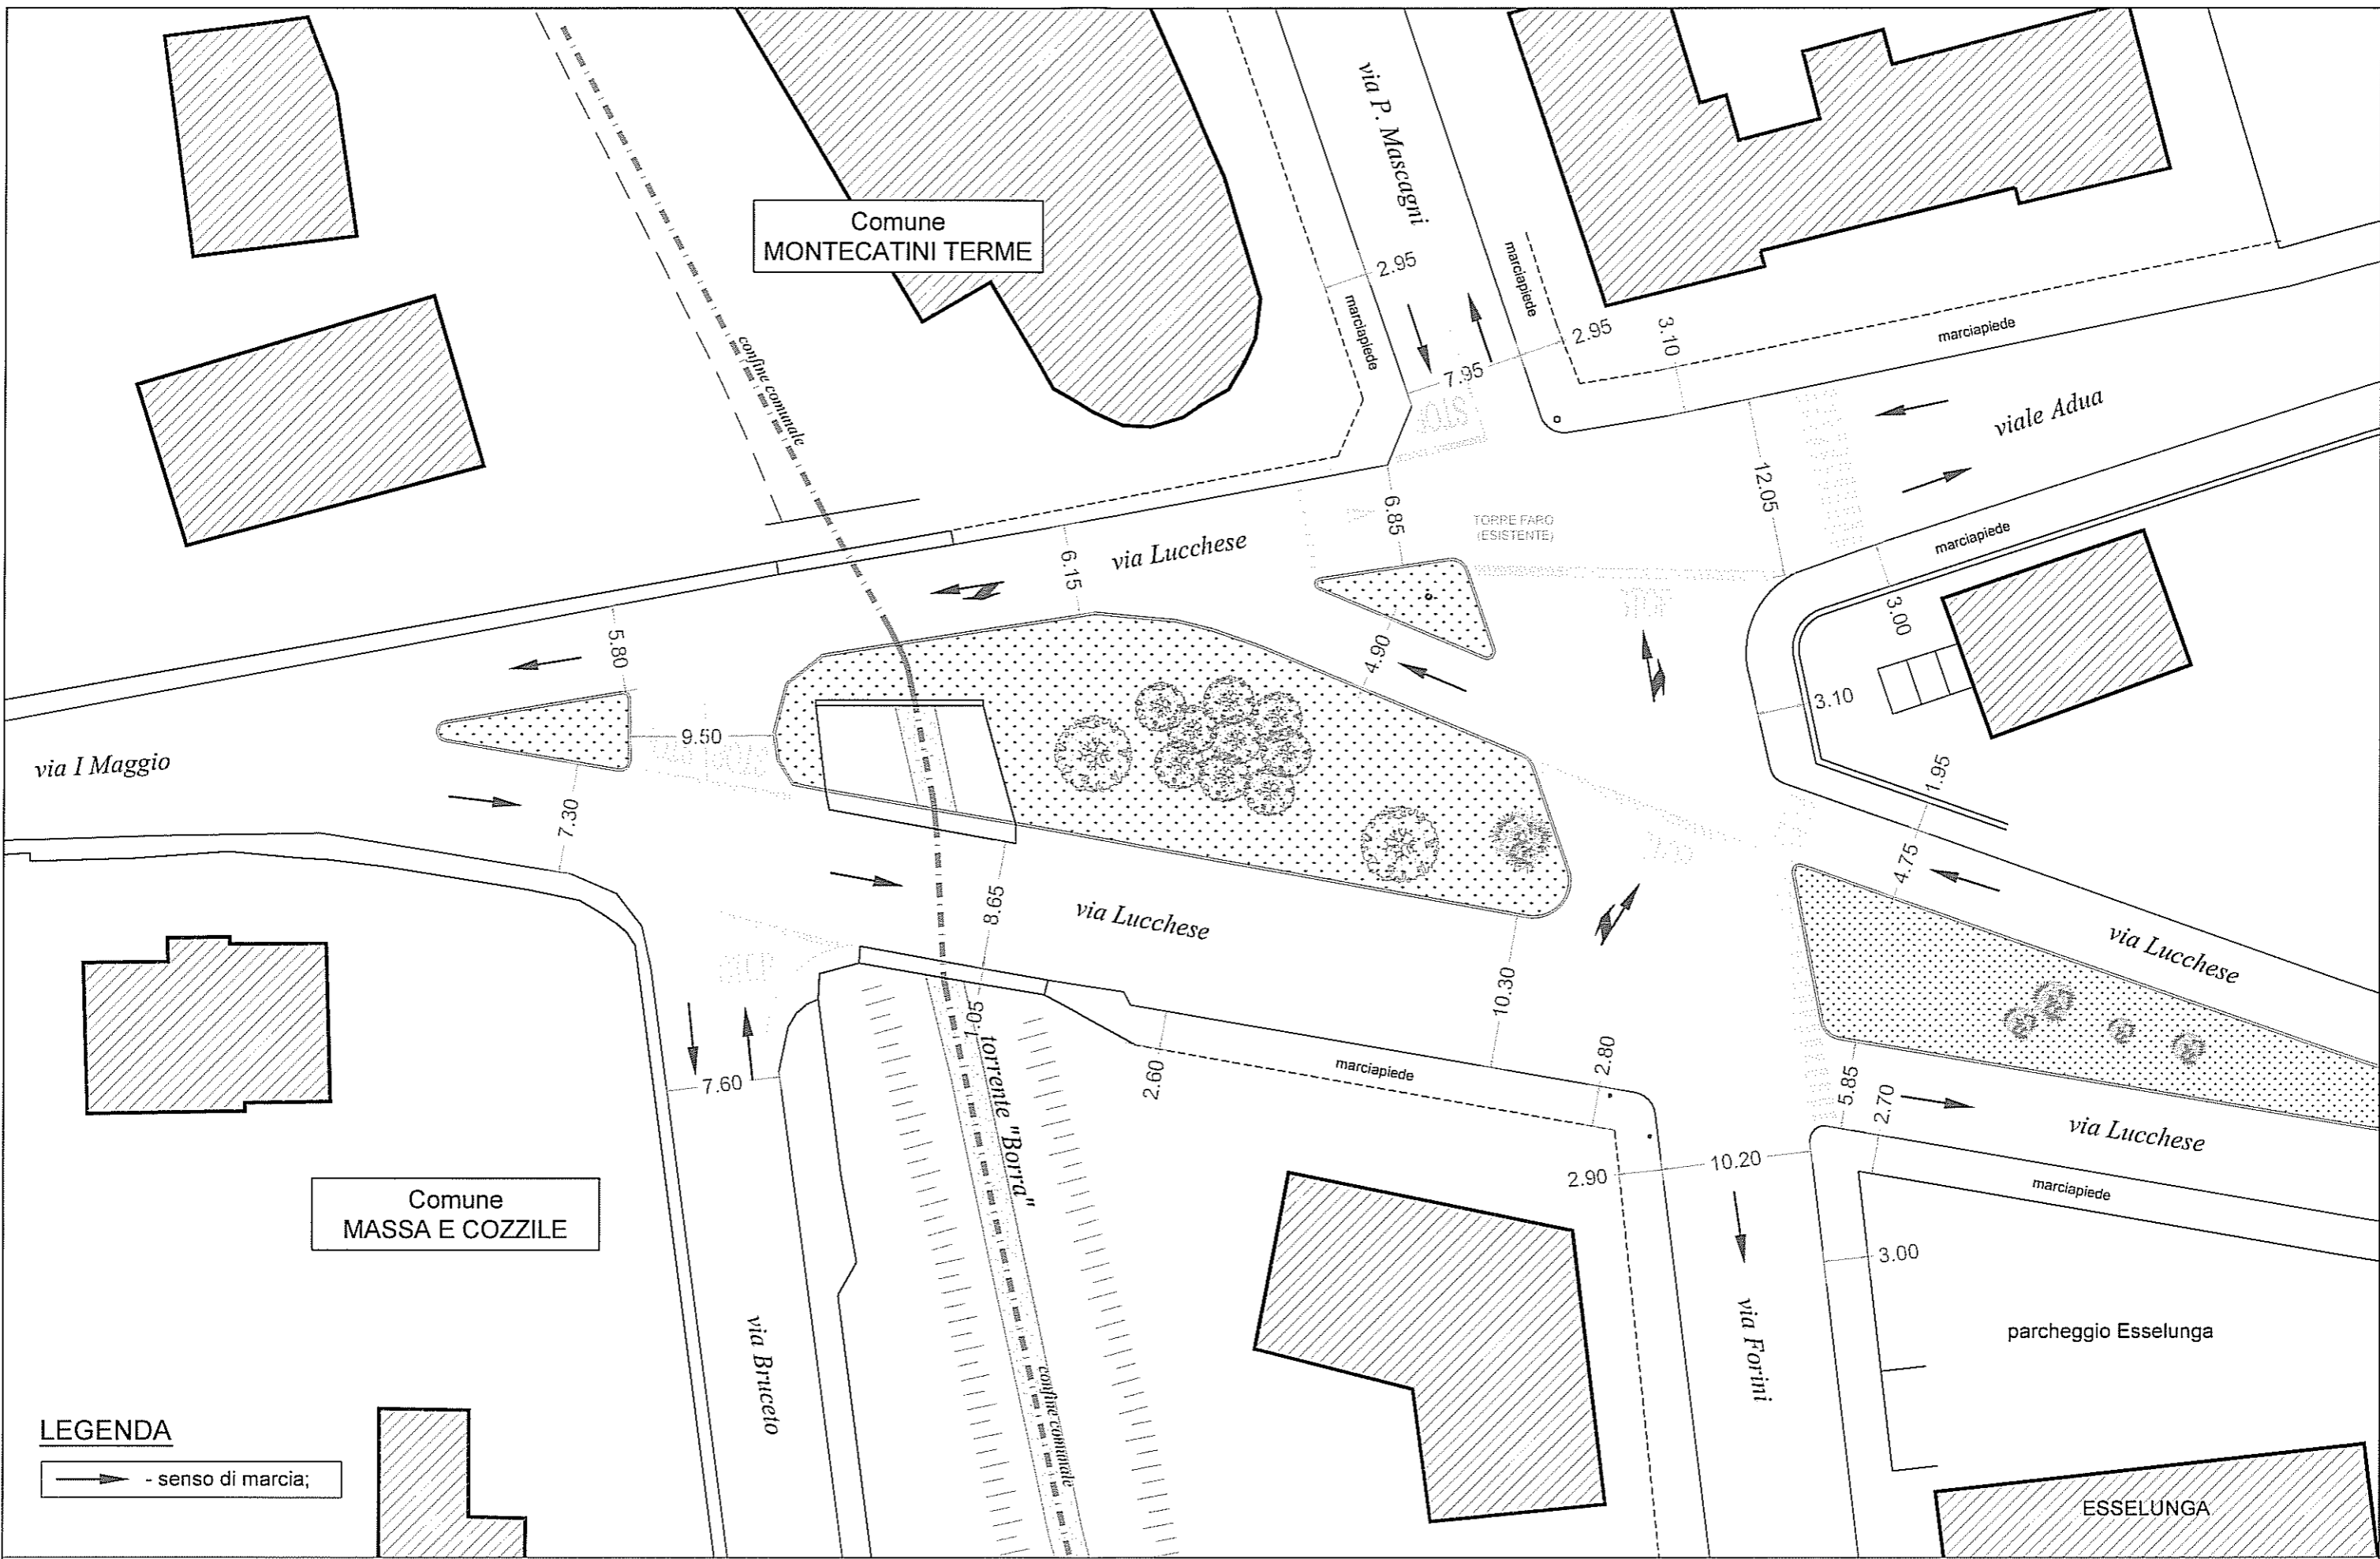 via P. Mascagni
Comune
MONTECATINI TERME
marciapiede
2.95
marciapiede
2.95
3.10
marciapiede
7.95
STOP
viale Adua
confine comunale
12.05
6.85
TORRE FARO
(ESISTENTE)
marciapiede
via Lucchese
6.15
3.00
5.80
4.90
3.10
9.50
STOP
via I Maggio
1.95
7.30
4.75
8.65
via Lucchese
via Lucchese
STOP
10.30
1.05
7.60
2.60
marciapiede
2.80
5.85
2.70
via Lucchese
torrente "Borra"
10.20
2.90
marciapiede
Comune
MASSA E COZZILE
3.00
via Bruceto
via Forini
parcheggio Esselunga
confine comunale
LEGENDA
- senso di marcia;
ESSELUNGA